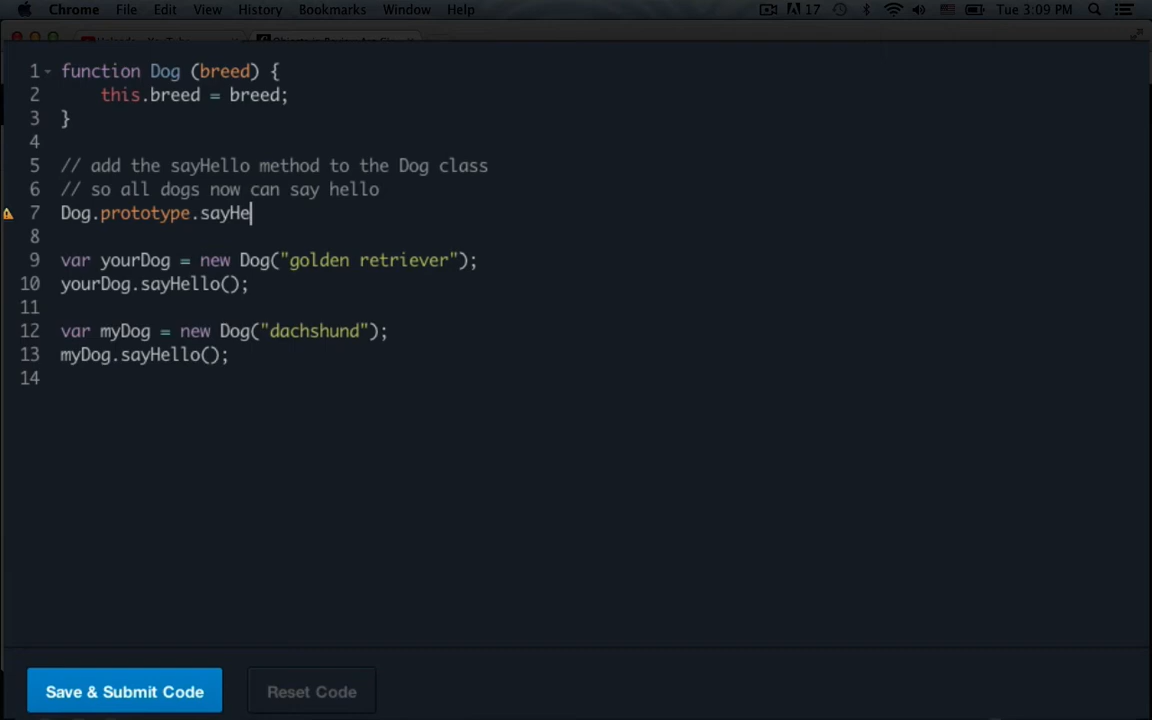 Chrome File Edit View History Bookmarks Window Help 17 Tue 3:09 PM
1 function Dog (breed) {
2 this.breed = breed;
3 }
4
5 // add the sayHello method to the Dog class
6 // so all dogs now can say hello
7 Dog.prototype.sayHe
8
9 var yourDog = new Dog("golden retriever");
10 yourDog.sayHello();
11
12 var myDog = new Dog("dachshund");
13 myDog.sayHello();
14
Save & Submit Code Reset Code